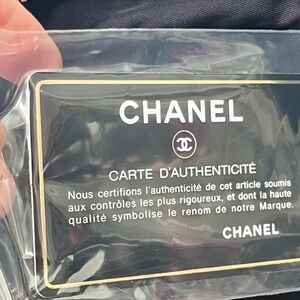 CHANEL
CARTE D'AUTHENTICITÉ
Nous certifions l'authenticité de cet article soumis
aux contrôles les plus rigoureux, et dont la haute
qualité symbolise le renom de notre Marque.
CHANEL